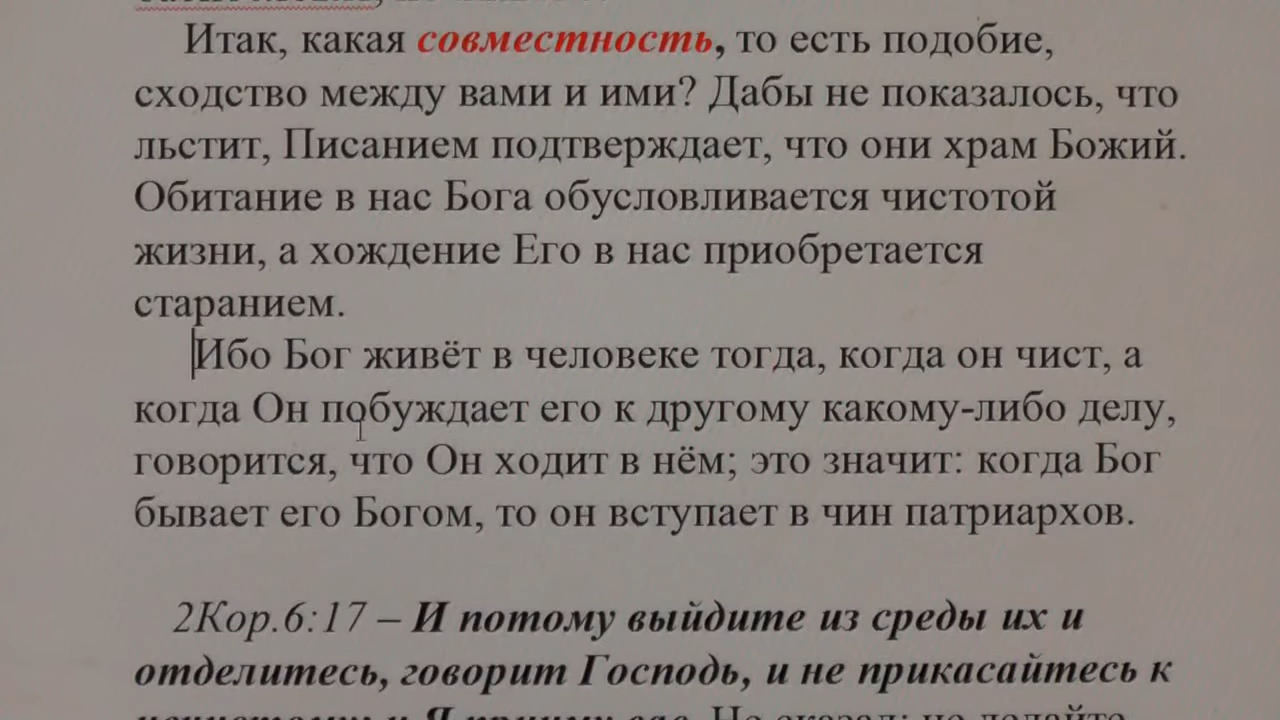 Итак, какая совместность, то есть подобие,
сходство между вами и ими? Дабы не показалось, что
льстит, Писанием подтверждает, что они храм Божий.
Обитание в нас Бога обусловливается чистотой
жизни, а хождение Его в нас приобретается
старанием.
Ибо Бог живёт в человеке тогда, когда он чист, а
когда Он побуждает его к другому какому-либо делу,
говорится, что Он ходит в нём; это значит: когда Бог
бывает его Богом, то он вступает в чин патриархов.
2Кор.6:17 – И потому выйдите из среды их и
отделитесь, говорит Господь, и не прикасайтесь к